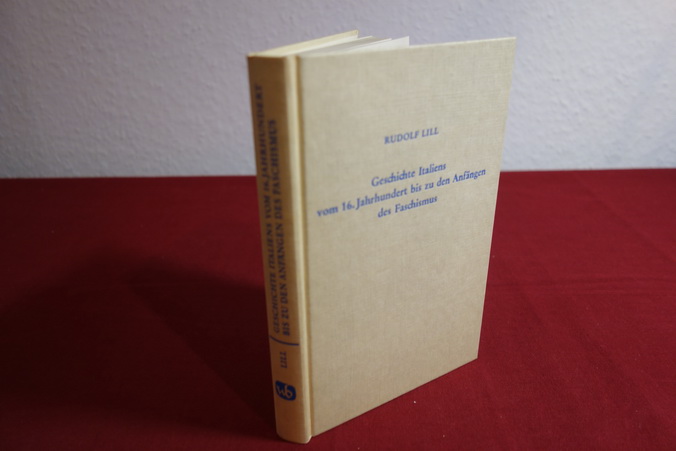 RUDOLF LILL
Geschichte Italiens
vom 16. Jahrhundert bis zu den Anfängen
des Faschismus
GESCHICHTE ITALIENS VOM 16. JAHRHUNDERT
BIS ZU DEN ANFÄNGEN DES FASCHISMUS
LILL
wb